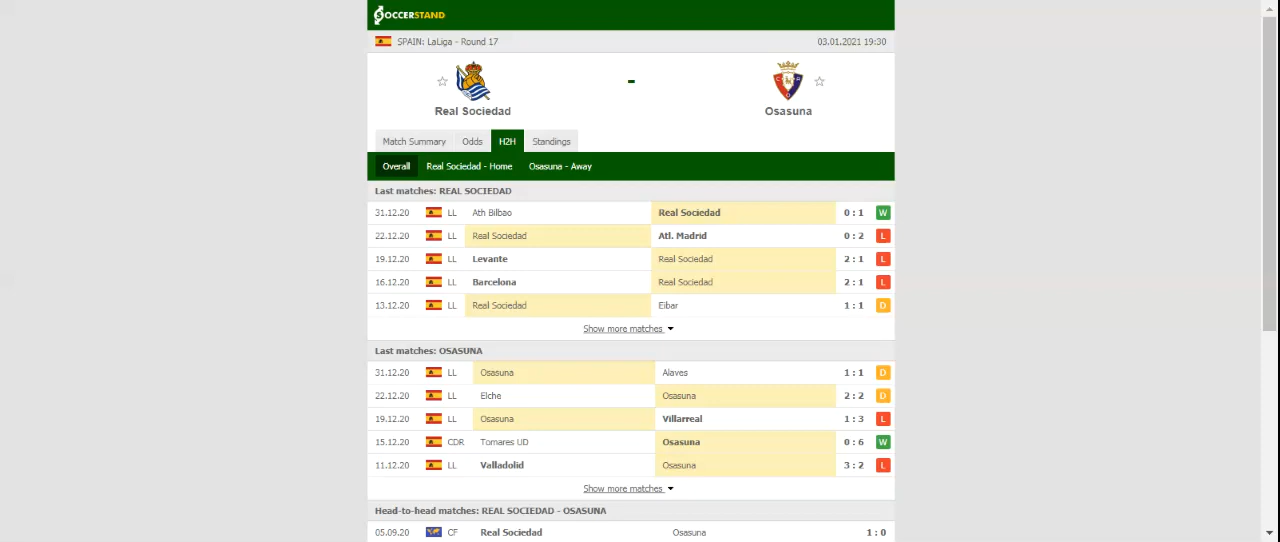 SOCCERSTAND
SPAIN: LaLiga - Round 17 03.01.2021 19:30
-
Real Sociedad Osasuna
Match Summary Odds H2H Standings
Overall Real Sociedad - Home Osasuna - Away
Last matches: REAL SOCIEDAD
31.12.20 LL Ath Bilbao Real Sociedad 0 : 1 W
22.12.20 LL Real Sociedad Atl. Madrid 0 : 2 L
19.12.20 LL Levante Real Sociedad 2 : 1 L
16.12.20 LL Barcelona Real Sociedad 2 : 1 L
13.12.20 LL Real Sociedad Eibar 1 : 1 D
Show more matches
Last matches: OSASUNA
31.12.20 LL Osasuna Alaves 1 : 1 D
22.12.20 LL Elche Osasuna 2 : 2 D
19.12.20 LL Osasuna Villarreal 1 : 3 L
15.12.20 CDR Tomares UD Osasuna 0 : 6 W
11.12.20 LL Valladolid Osasuna 3 : 2 L
Show more matches
Head-to-head matches: REAL SOCIEDAD - OSASUNA
05.09.20 CF Real Sociedad Osasuna 1 : 0